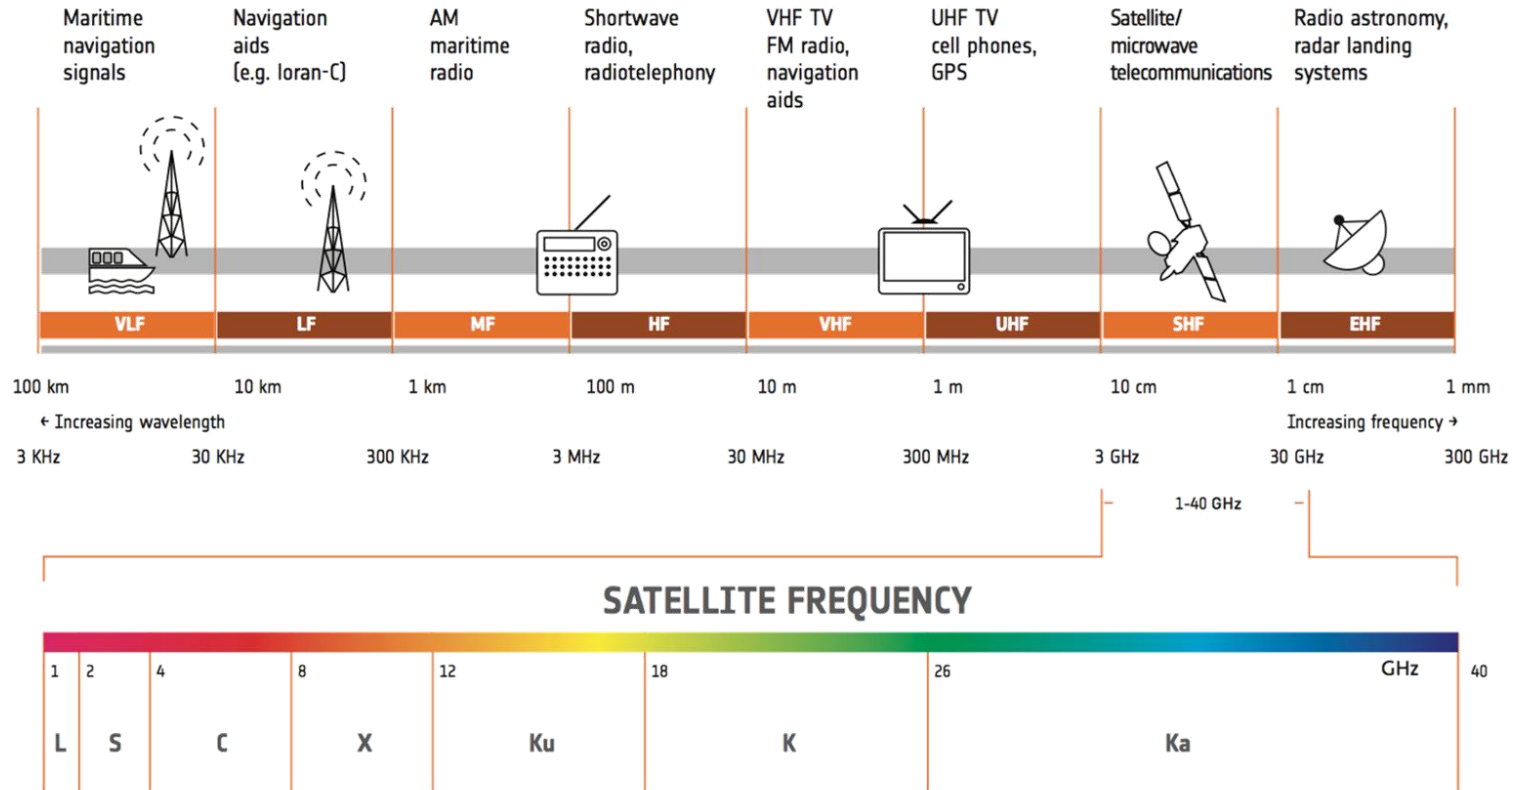 Maritime
navigation
signals
Navigation
aids
(e.g. loran-C)
AM
maritime
radio
Shortwave
radio,
radiotelephony
VHF TV
FM radio,
navigation
aids
UHF TV
cell phones,
GPS
Satellite/
microwave
telecommunications
Radio astronomy,
radar landing
systems
VLF LF MF HF VHF UHF SHF EHF
100 km 10 km 1 km 100 m 10 m 1 m 10 cm 1 cm 1 mm
← Increasing wavelength Increasing frequency →
3 KHz 30 KHz 300 KHz 3 MHz 30 MHz 300 MHz 3 GHz 30 GHz 300 GHz
1-40 GHz
SATELLITE FREQUENCY
1 2 4 8 12 18 26 GHz 40
L S C X Ku K Ka